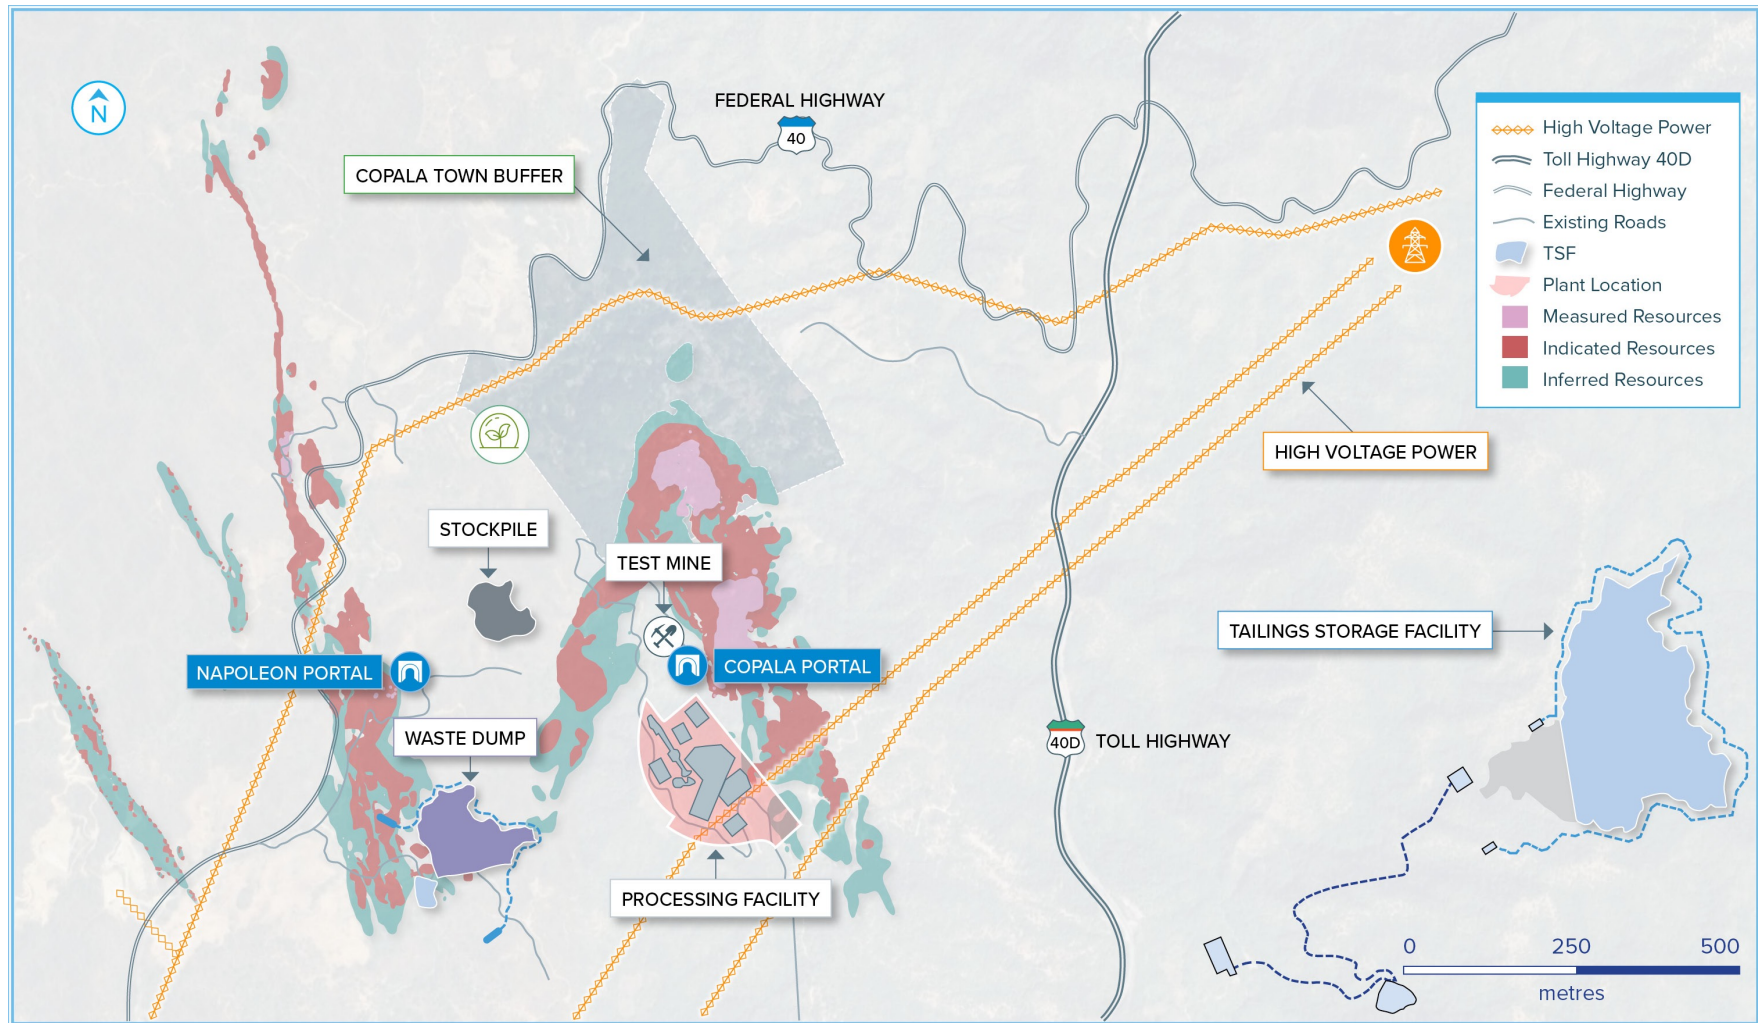 N
FEDERAL HIGHWAY
40
COPALA TOWN BUFFER
High Voltage Power
Toll Highway 40D
Federal Highway
Existing Roads
TSF
Plant Location
Measured Resources
Indicated Resources
Inferred Resources
HIGH VOLTAGE POWER
STOCKPILE
TEST MINE
TAILINGS STORAGE FACILITY
NAPOLEON PORTAL
COPALA PORTAL
WASTE DUMP
40D
TOLL HIGHWAY
PROCESSING FACILITY
0 250 500
metres